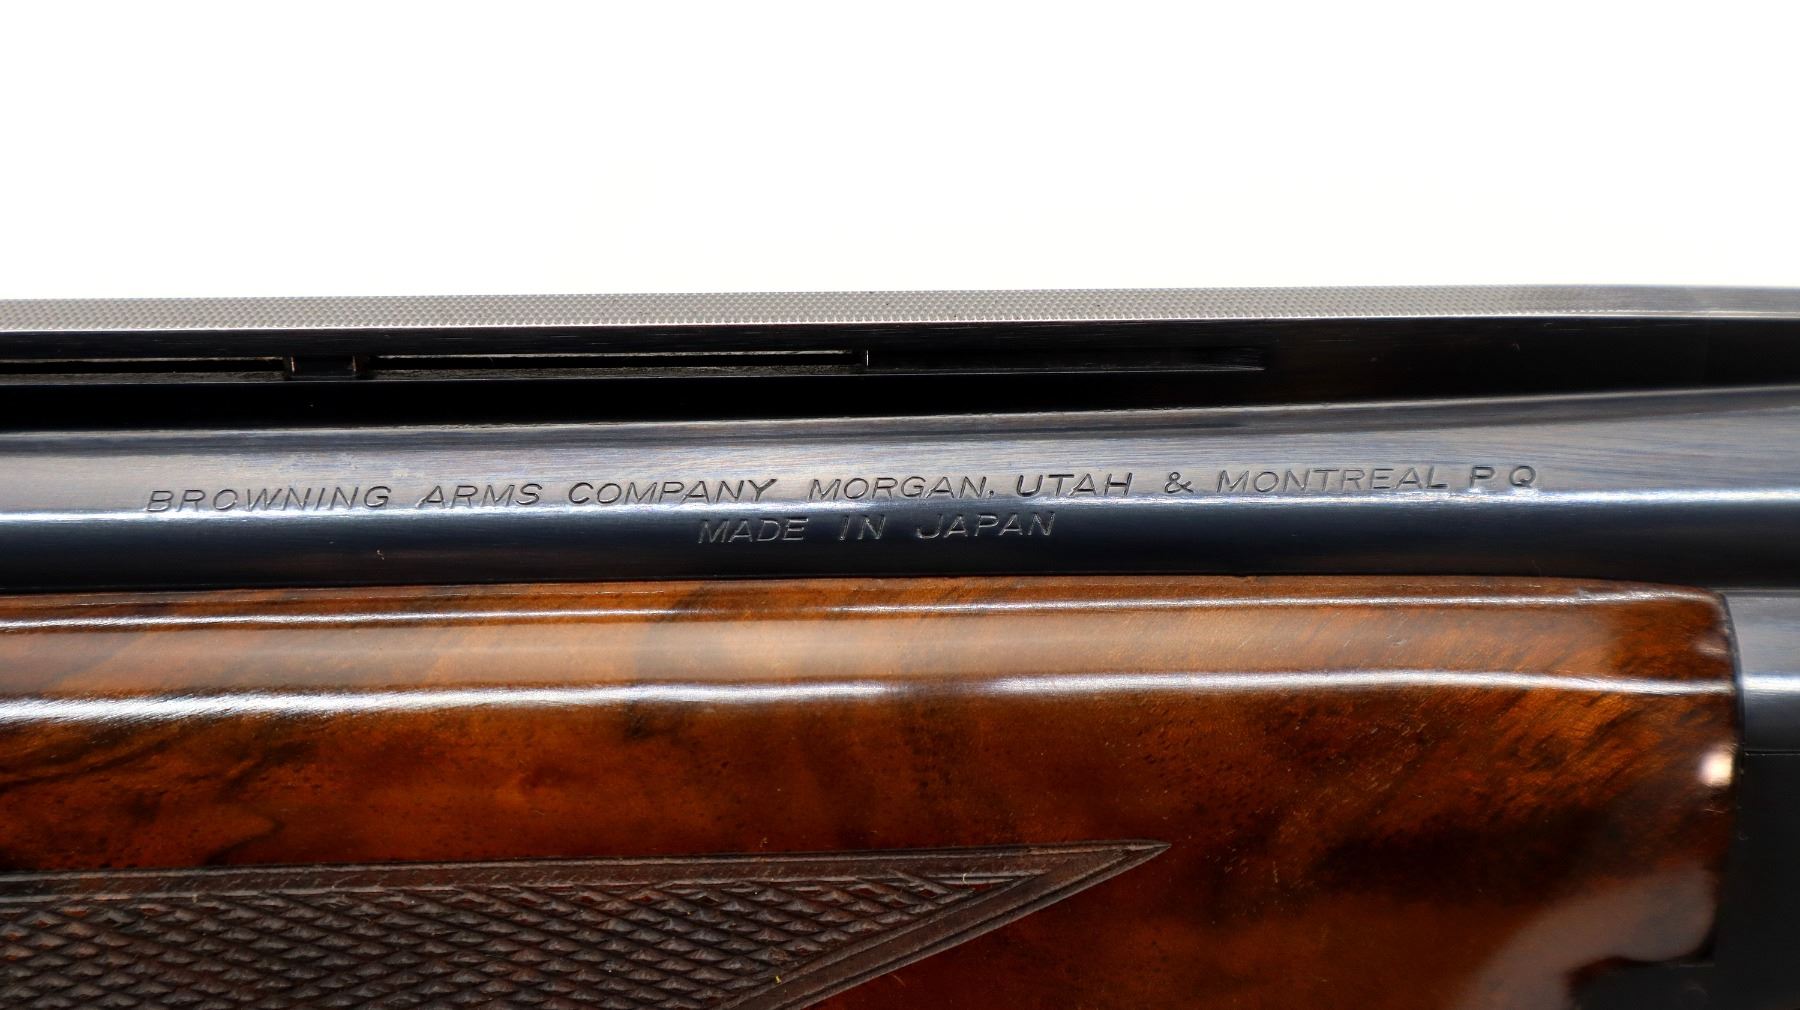 BROWNING ARMS COMPANY MORGAN, UTAH & MONTREAL P Q
MADE IN JAPAN